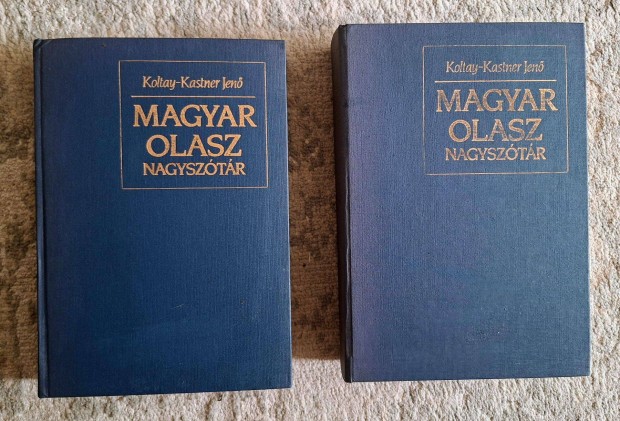 Koltay-Kastner Jenő
MAGYAR
OLASZ
NAGYSZÓTÁR
Koltay-Kastner Jenő
MAGYAR
OLASZ
NAGYSZÓTÁR